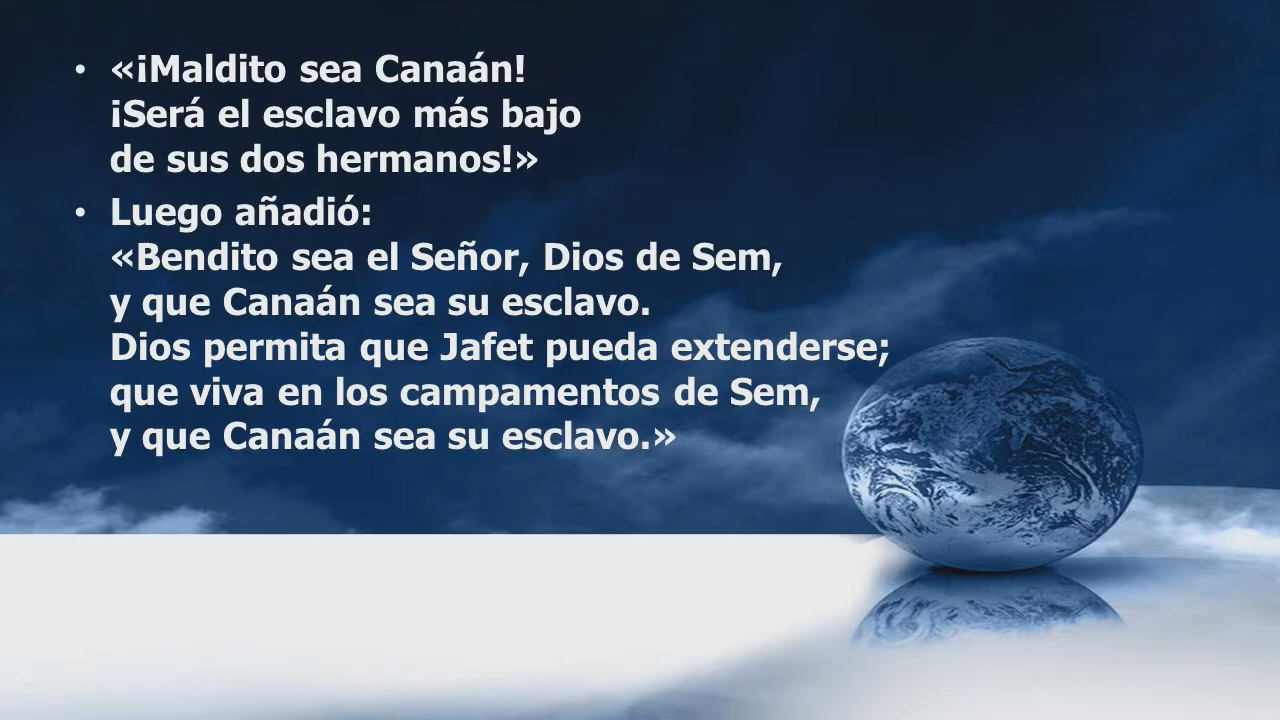 • «¡Maldito sea Canaán!
¡Será el esclavo más bajo
de sus dos hermanos!»
• Luego añadió:
«Bendito sea el Señor, Dios de Sem,
y que Canaán sea su esclavo.
Dios permita que Jafet pueda extenderse;
que viva en los campamentos de Sem,
y que Canaán sea su esclavo.»